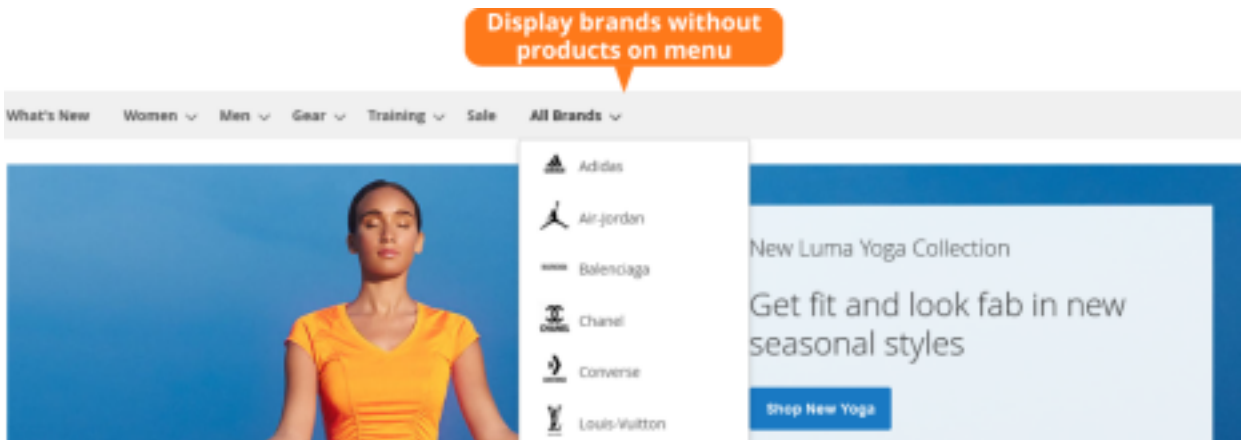 Display brands without
products on menu
What's New Women Men Gear Training Sale All Brands
Adidas
Air-jordan
Balenciaga
CHANEL Chanel
Converse
Louis-Vuitton
New Luma Yoga Collection
Get fit and look fab in new
seasonal styles
Shop New Yoga